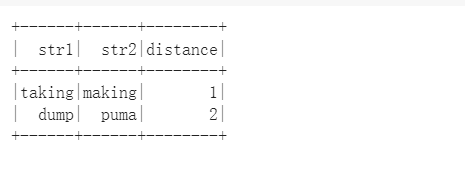 +------+------+--------+
|  str1|  str2|distance|
+------+------+--------+
|taking|making|       1|
|  dump|  puma|       2|
+------+------+--------+